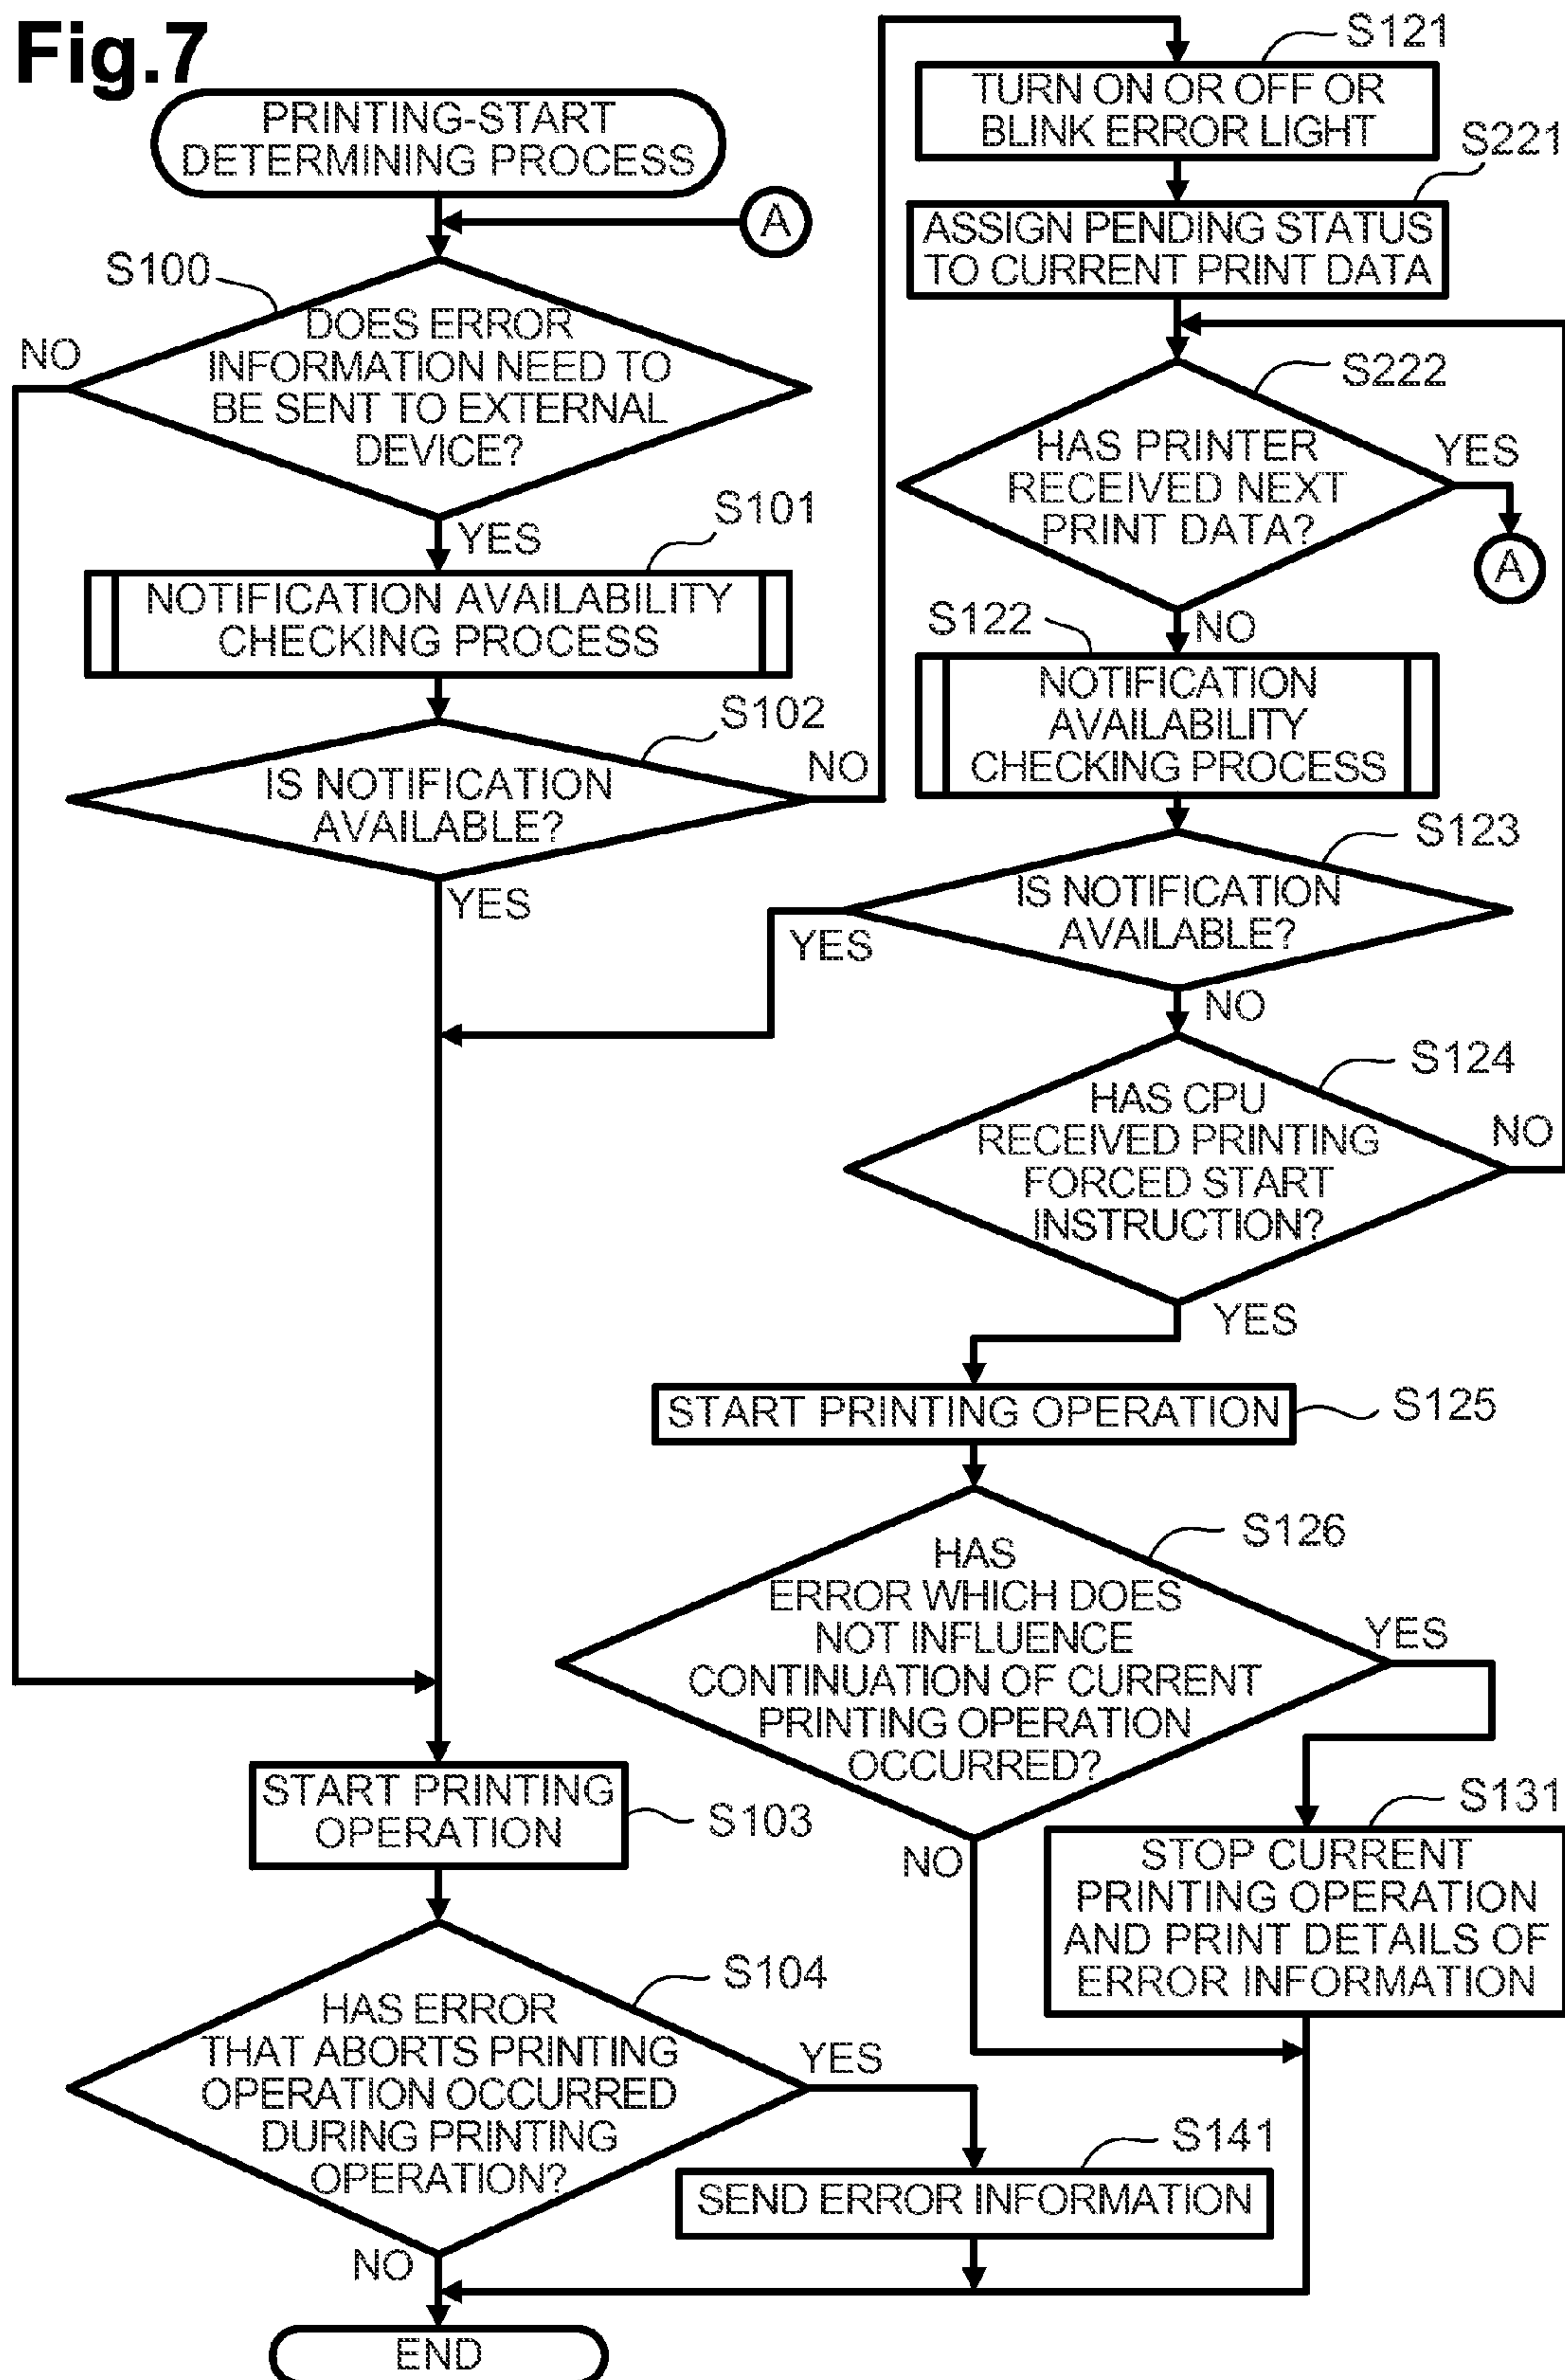 Fig.7
PRINTING-START
DETERMINING PROCESS
A
S100
DOES ERROR
INFORMATION NEED TO
BE SENT TO EXTERNAL
DEVICE?
NO
YES
S101
NOTIFICATION AVAILABILITY
CHECKING PROCESS
S102
IS NOTIFICATION
AVAILABLE?
NO
YES
S121
TURN ON OR OFF OR
BLINK ERROR LIGHT
S221
ASSIGN PENDING STATUS
TO CURRENT PRINT DATA
S222
HAS PRINTER
RECEIVED NEXT
PRINT DATA?
YES
A
NO
S122
NOTIFICATION
AVAILABILITY
CHECKING PROCESS
S123
IS NOTIFICATION
AVAILABLE?
YES
NO
S124
HAS CPU
RECEIVED PRINTING
FORCED START
INSTRUCTION?
NO
YES
START PRINTING OPERATION
S125
S126
HAS
ERROR WHICH DOES
NOT INFLUENCE
CONTINUATION OF CURRENT
PRINTING OPERATION
OCCURRED?
YES
NO
S131
STOP CURRENT
PRINTING OPERATION
AND PRINT DETAILS OF
ERROR INFORMATION
START PRINTING
OPERATION
S103
S104
HAS ERROR
THAT ABORTS PRINTING
OPERATION OCCURRED
DURING PRINTING
OPERATION?
YES
S141
SEND ERROR INFORMATION
NO
END